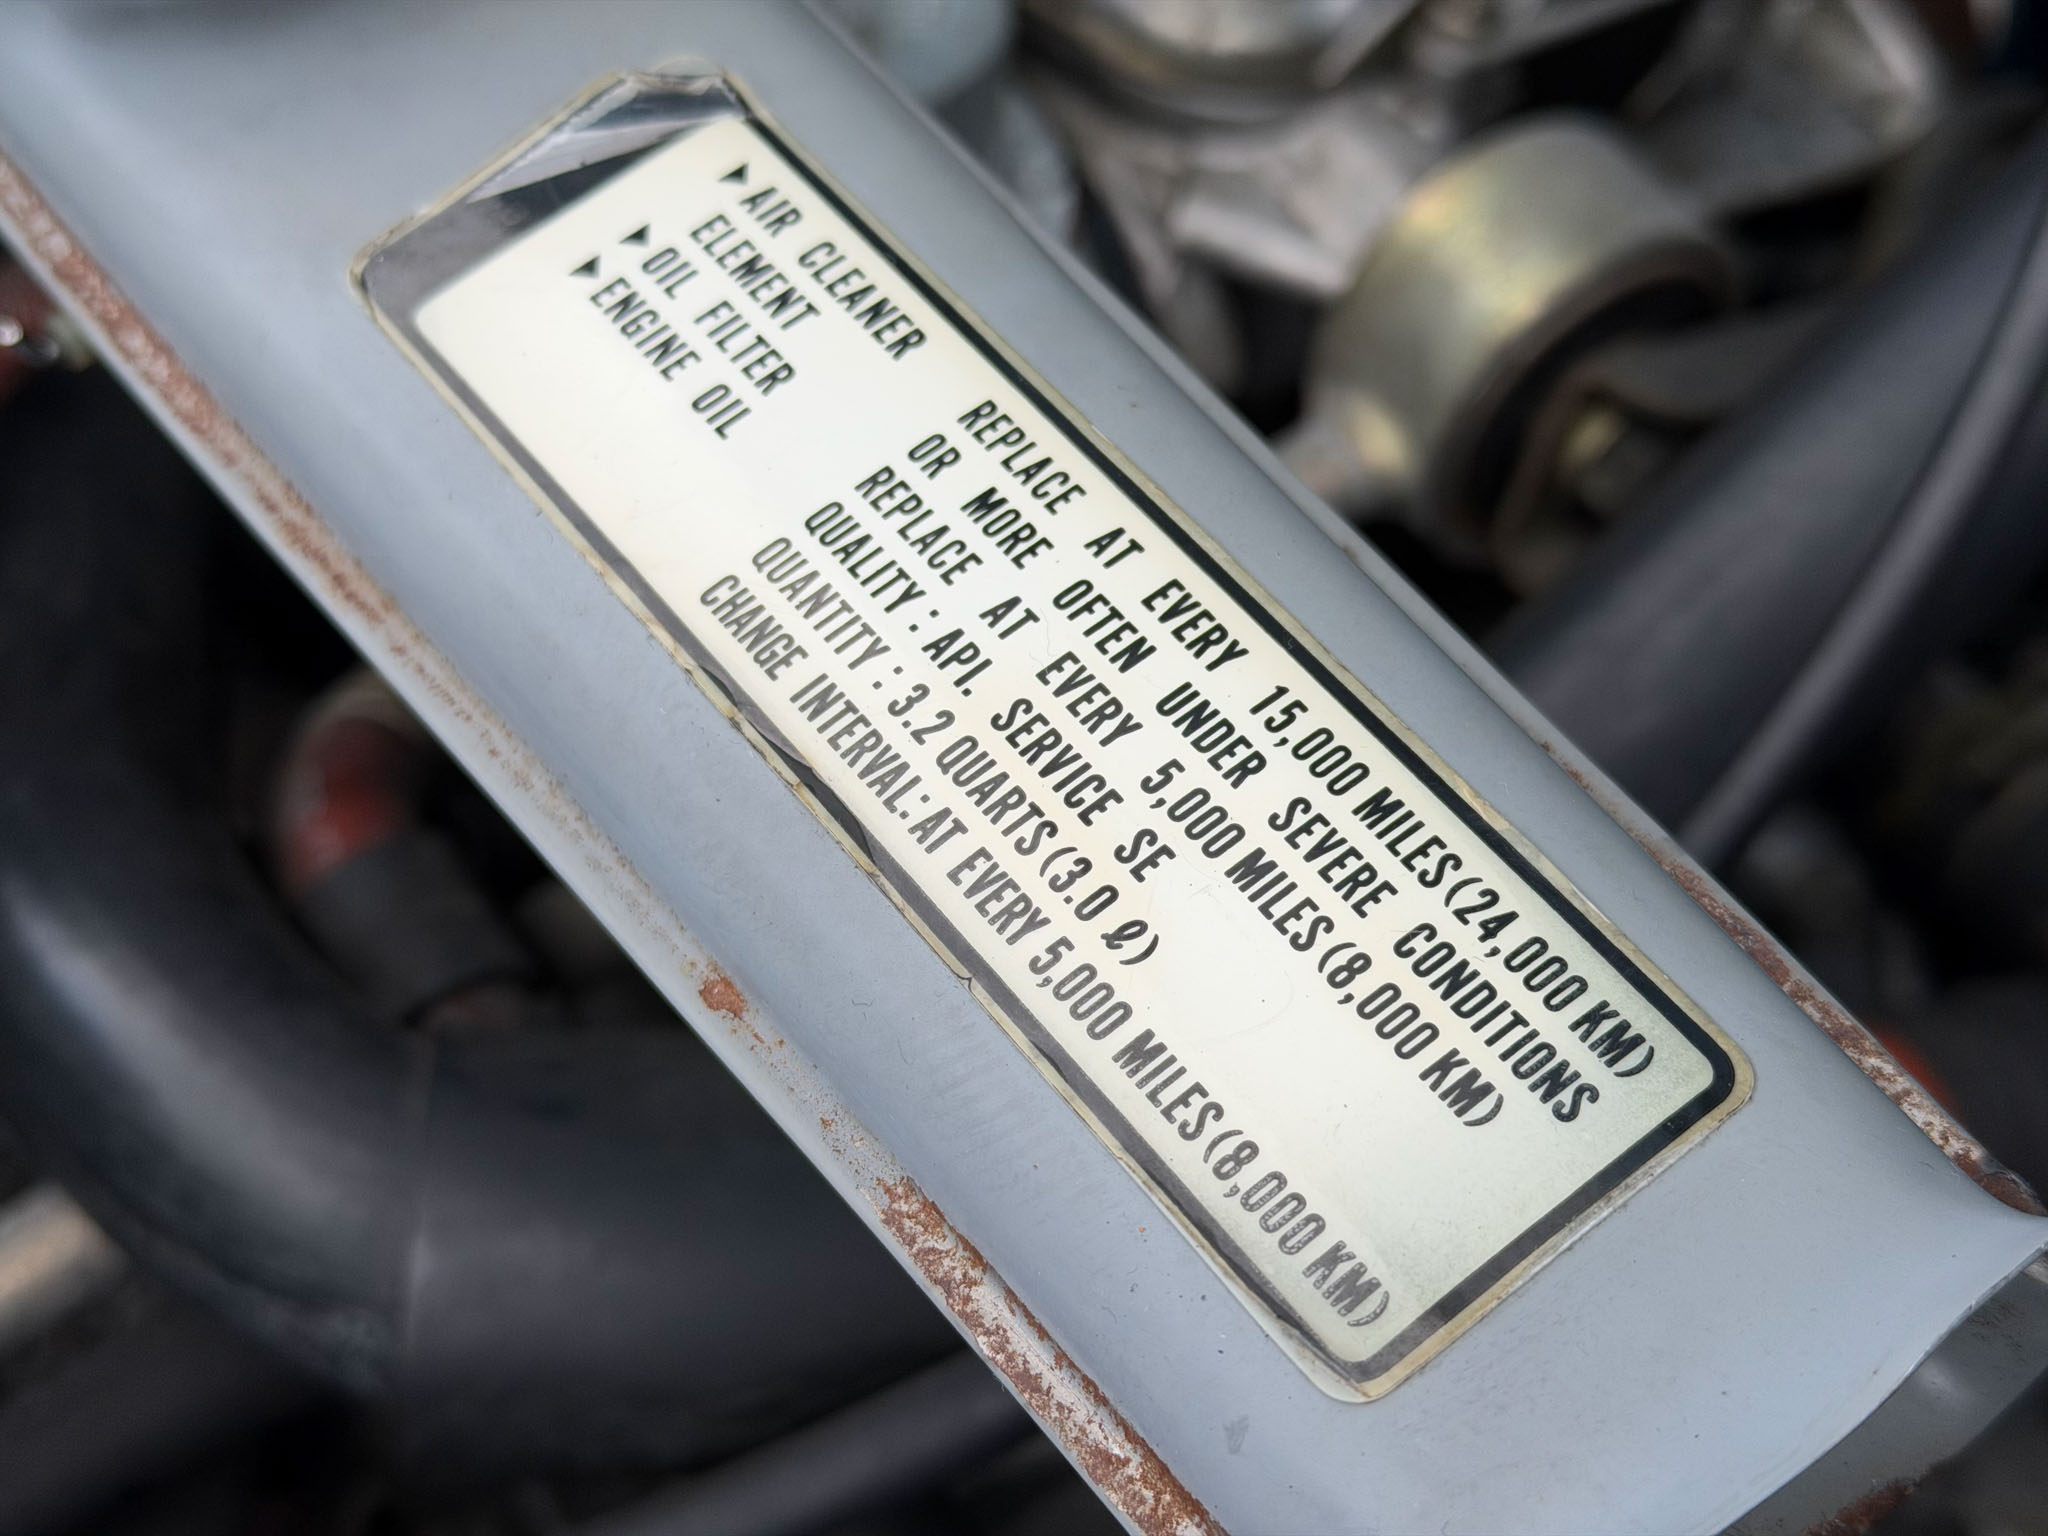 ▶AIR CLEANER REPLACE AT EVERY 15,000 MILES(24,000 KM)
ELEMENT OR MORE OFTEN UNDER SEVERE CONDITIONS
▶OIL FILTER REPLACE AT EVERY 5,000 MILES(8,000 KM)
▶ENGINE OIL QUALITY : API. SERVICE SE
QUANTITY : 3.2 QUARTS(3.0 ℓ)
CHANGE INTERVAL: AT EVERY 5,000 MILES(8,000 KM)